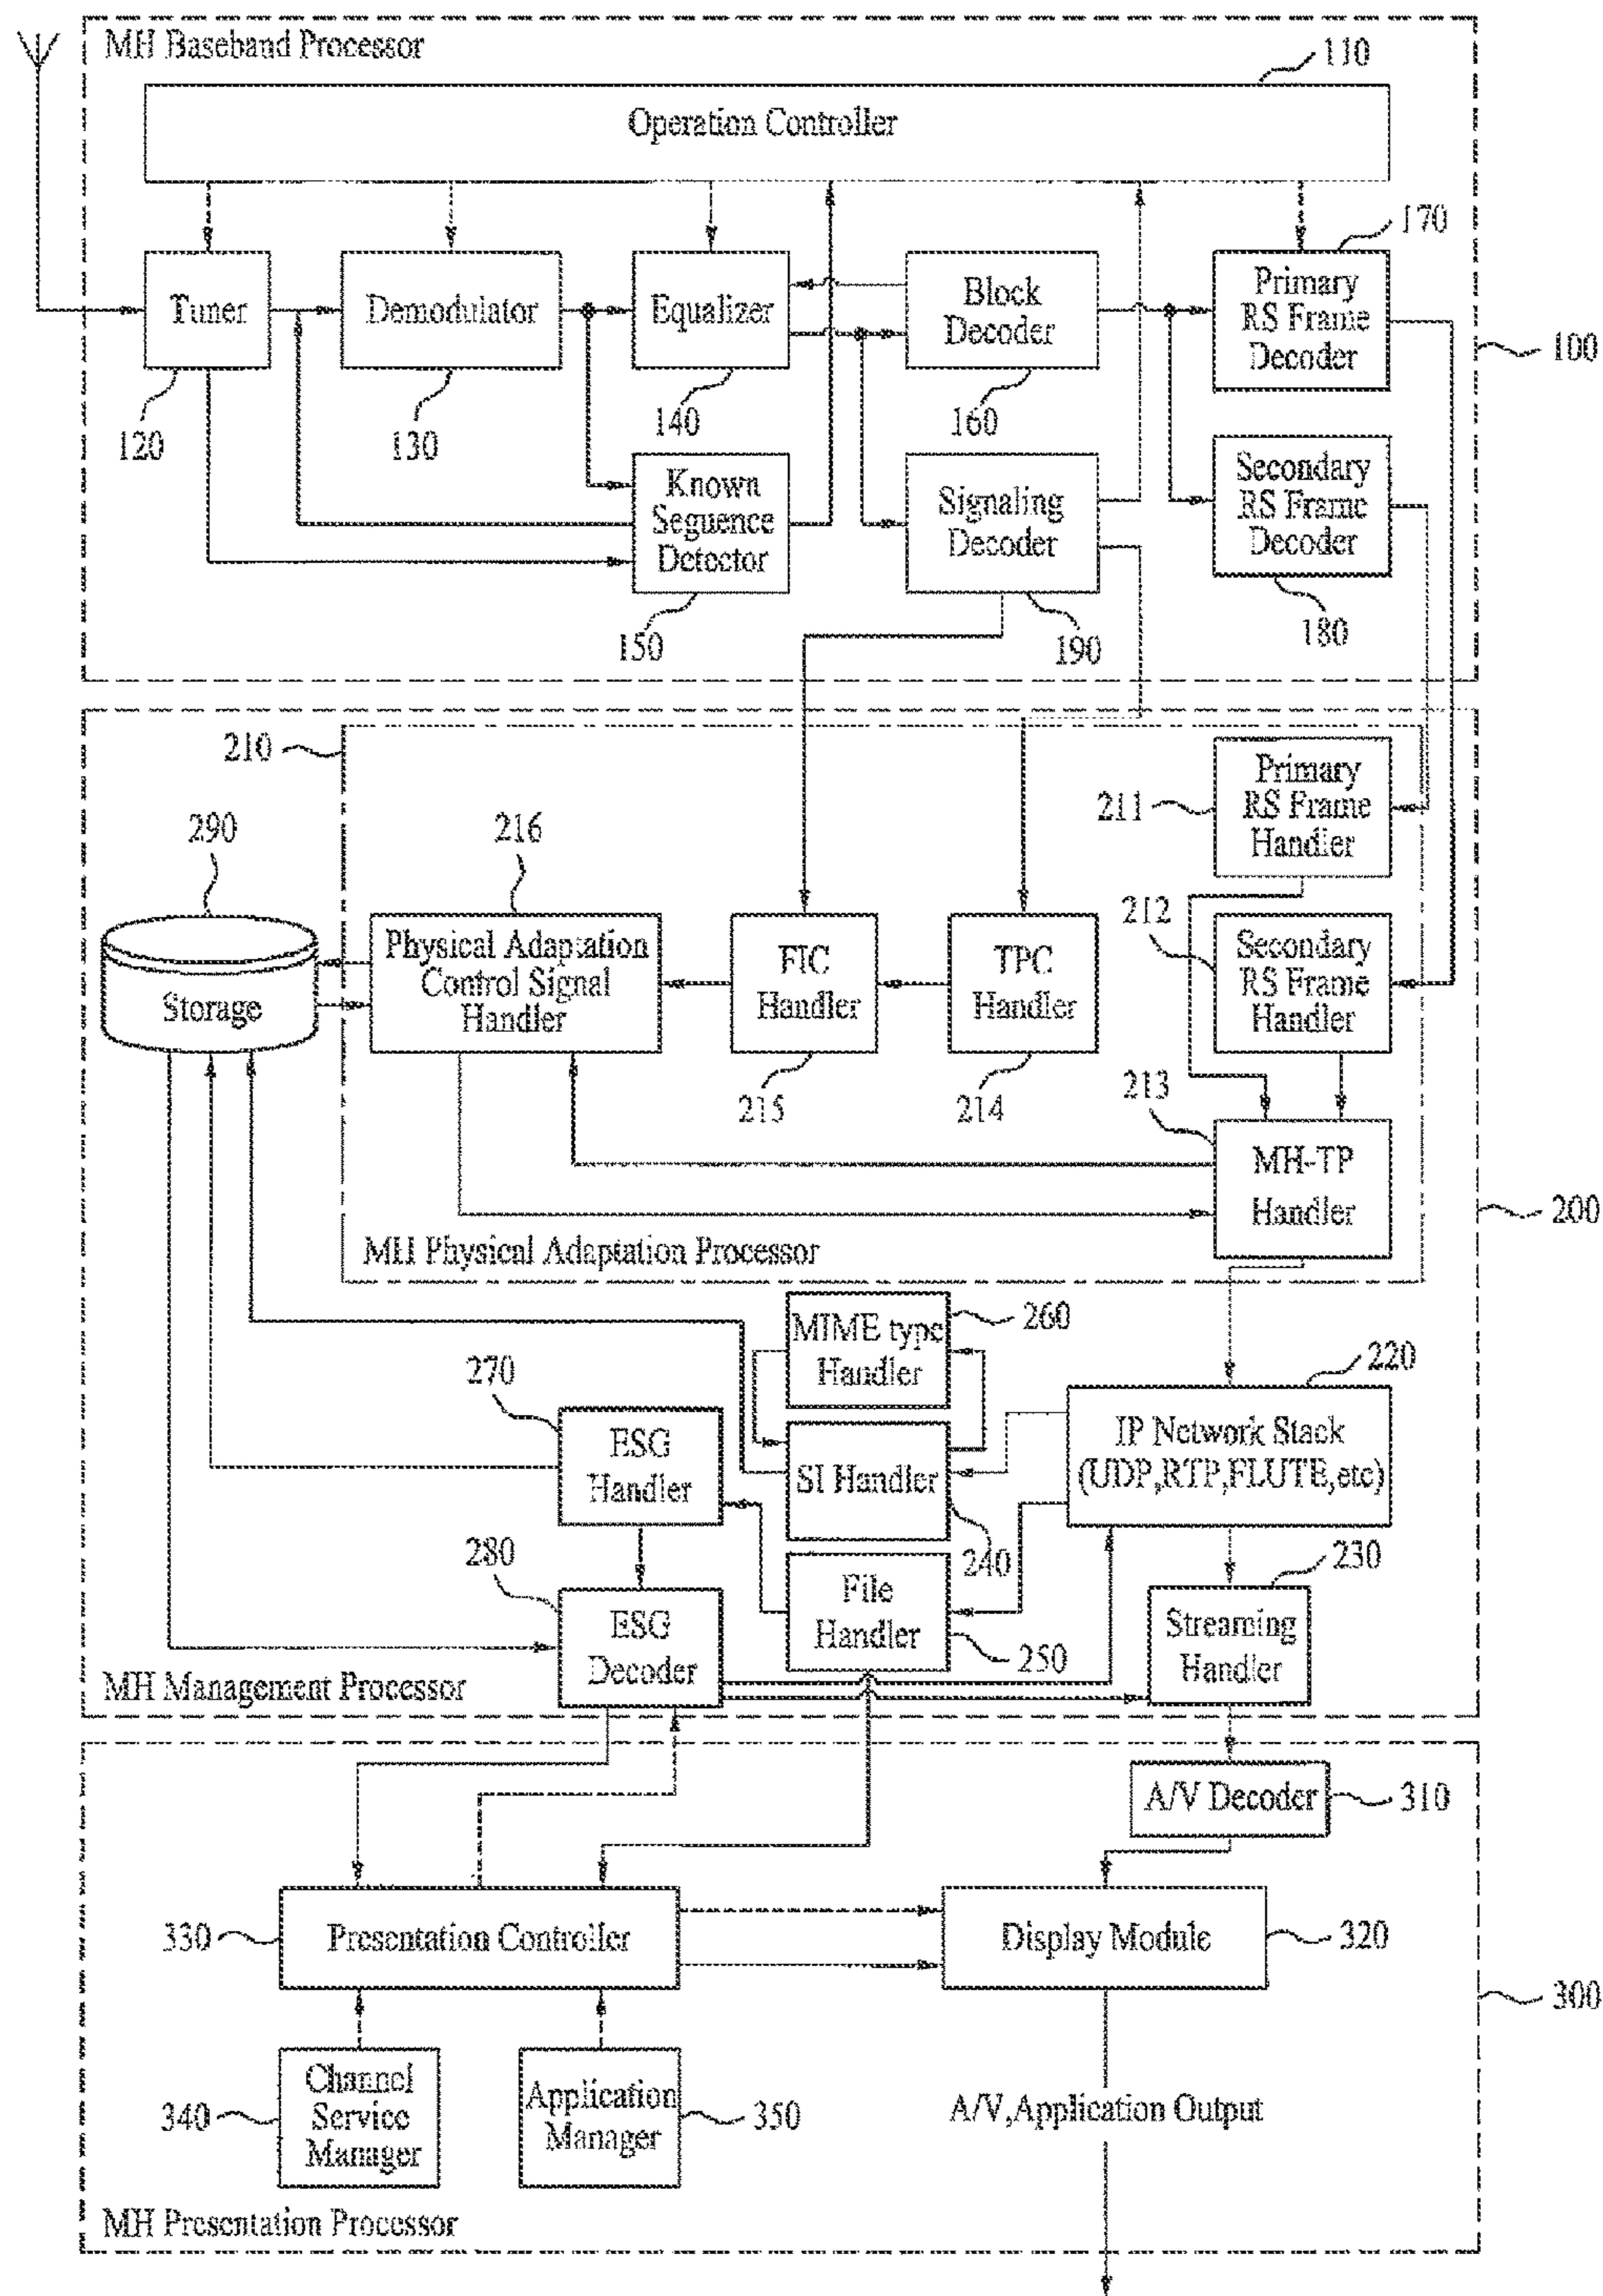 MH Baseband Processor
110
Operation Controller
170
Tuner
Demodulator
Equalizer
Block
Decoder
Primary
RS Frame
Decoder
100
120
130
140
160
Known
Seguence
Detector
Signaling
Decoder
Secondary
RS Frame
Decoder
150
190
180
210
211
Primary
RS Frame
Handler
290
216
212
Storage
Physical Adaptation
Control Signal
Handler
FIC
Handler
TPC
Handler
Secondary
RS Frame
Handler
215
214
213
MH-TP
Handler
200
MH Physical Adaptation Processor
MIME type
Handler
260
270
220
ESG
Handler
SI Handler
IP Network Stack
(UDP,RTP,FLUTE,etc)
280
240
230
ESG
Decoder
File
Handler
250
Streaming
Handler
MH Management Processor
A/V Decoder
310
330
Presentation Controller
Display Module
320
300
340
Channel
Service
Manager
Application
Manager
350
A/V,Application Output
MH Presentation Processor